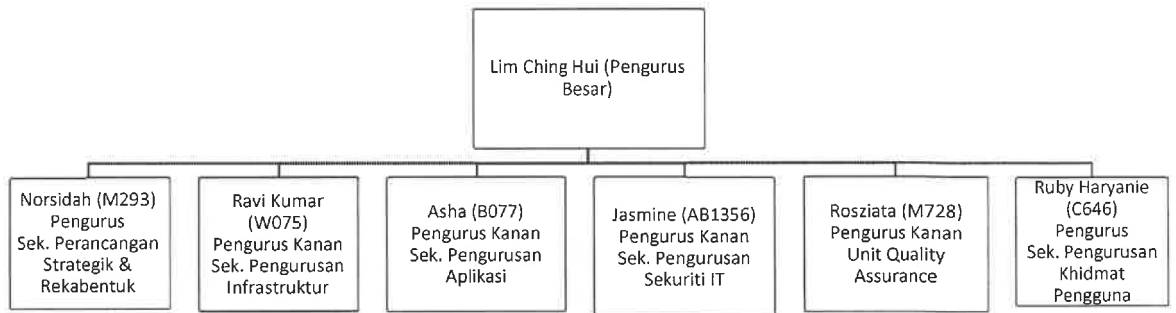 Lim Ching Hui (Pengurus
Besar)
Norsidah (M293)
Pengurus
Sek. Perancangan
Strategik &
Rekabentuk
Ravi Kumar
(W075)
Pengurus Kanan
Sek. Pengurusan
Infrastruktur
Asha (B077)
Pengurus Kanan
Sek. Pengurusan
Aplikasi
Jasmine (AB1356)
Pengurus Kanan
Sek. Pengurusan
Sekuriti IT
Rosziata (M728)
Pengurus Kanan
Unit Quality
Assurance
Ruby Haryanie
(C646)
Pengurus
Sek. Pengurusan
Khidmat
Pengguna